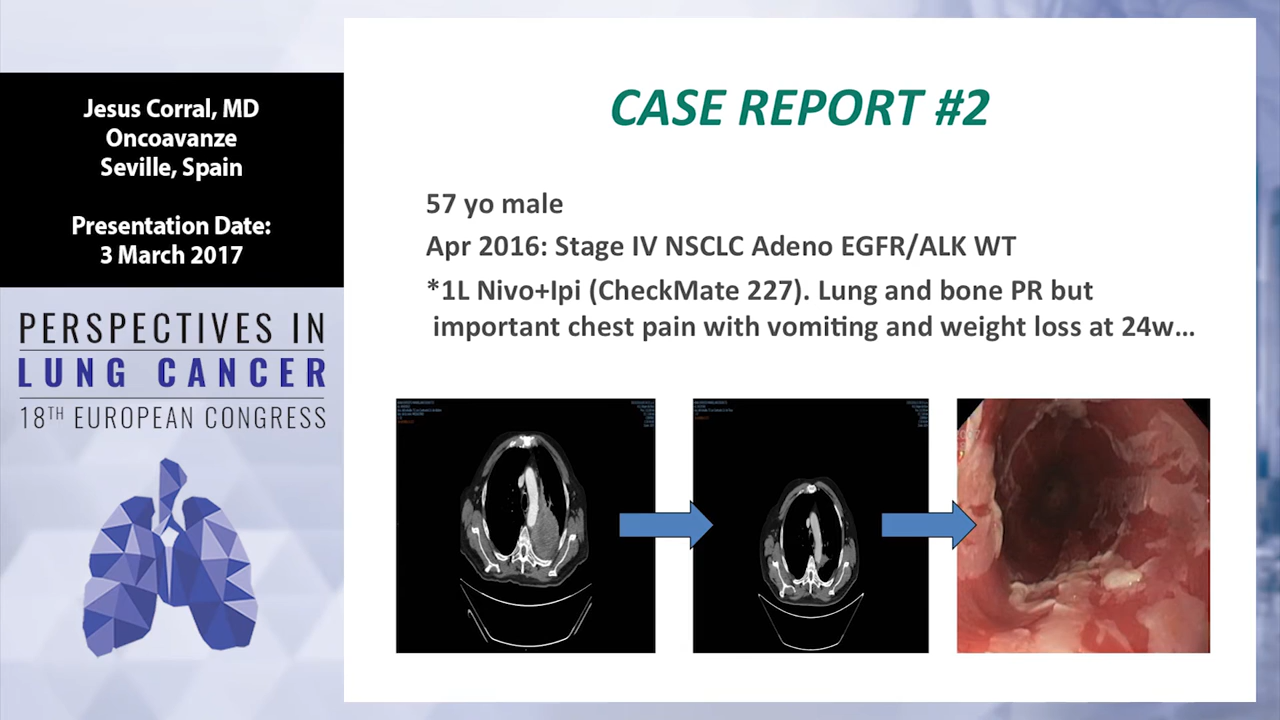 Jesus Corral, MD
Oncoavanze
Seville, Spain
Presentation Date:
3 March 2017
PERSPECTIVES IN
LUNG CANCER
18TH EUROPEAN CONGRESS
CASE REPORT #2
57 yo male
Apr 2016: Stage IV NSCLC Adeno EGFR/ALK WT
*1L Nivo+Ipi (CheckMate 227). Lung and bone PR but
important chest pain with vomiting and weight loss at 24w...